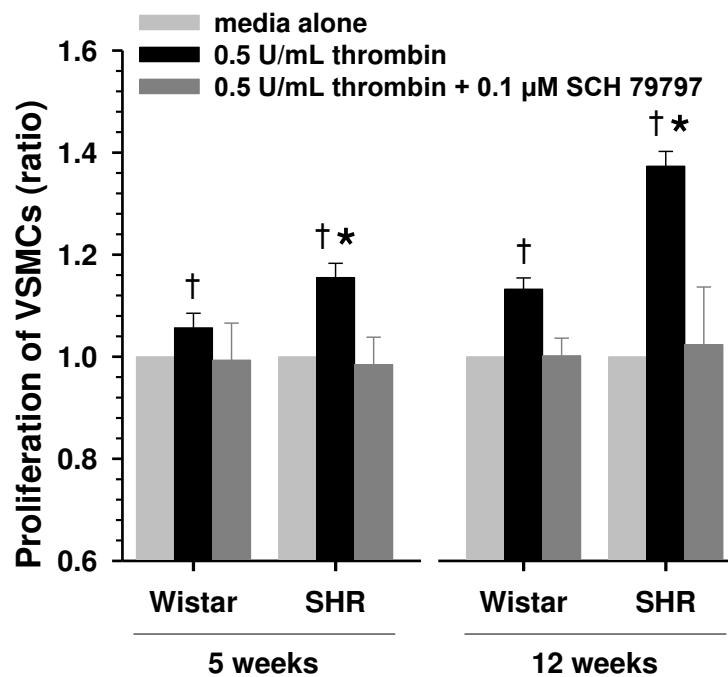 media alone
0.5 U/mL thrombin
0.5 U/mL thrombin + 0.1 µM SCH 79797
Proliferation of VSMCs (ratio)
1.6
1.4
1.2
1.0
0.8
0.6
†
†*
†
†*
Wistar SHR Wistar SHR
5 weeks 12 weeks